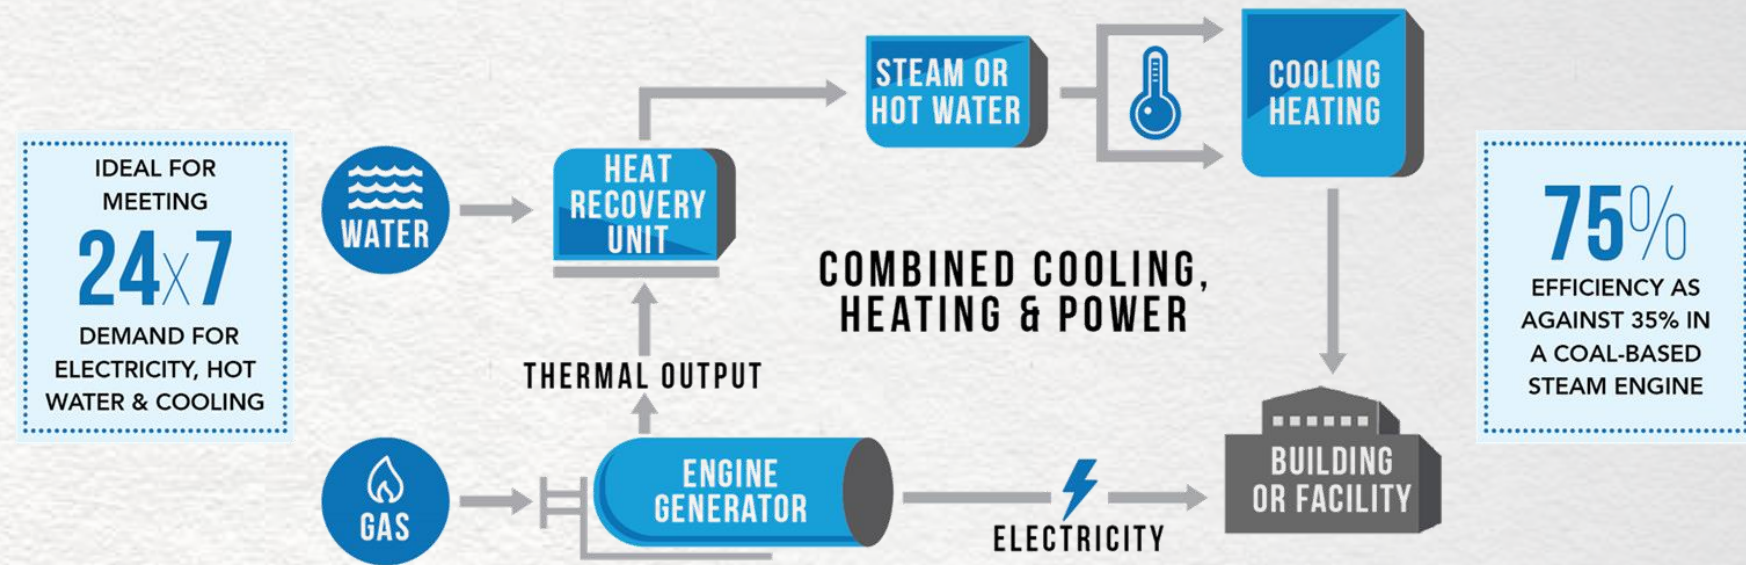 IDEAL FOR
MEETING
24x7
DEMAND FOR
ELECTRICITY, HOT
WATER & COOLING
WATER
GAS
HEAT
RECOVERY
UNIT
THERMAL OUTPUT
ENGINE
GENERATOR
STEAM OR
HOT WATER
COOLING
HEATING
COMBINED COOLING,
HEATING & POWER
ELECTRICITY
BUILDING
OR FACILITY
75%
EFFICIENCY AS
AGAINST 35% IN
A COAL-BASED
STEAM ENGINE